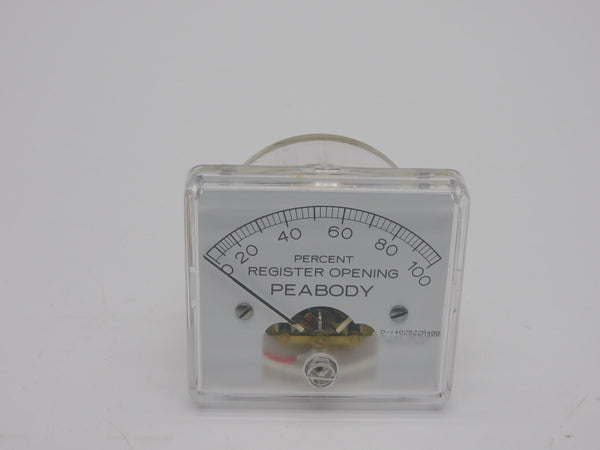 0 20 40 60 80 100
PERCENT
REGISTER OPENING
PEABODY